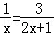 1/x = 3/(2x+1)